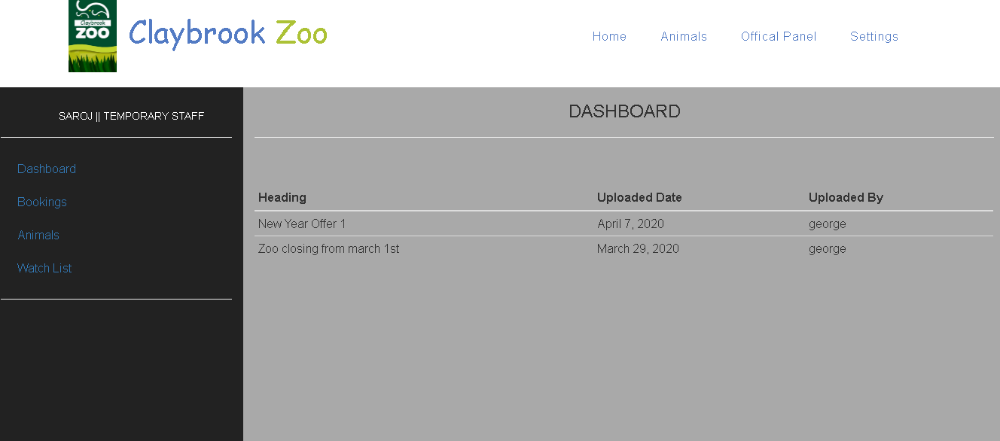 Claybrook
ZOO
Claybrook Zoo
Home Animals Offical Panel Settings
SAROJ || TEMPORARY STAFF
DASHBOARD
Dashboard
Bookings
Animals
Watch List
Heading Uploaded Date Uploaded By
New Year Offer 1 April 7, 2020 george
Zoo closing from march 1st March 29, 2020 george